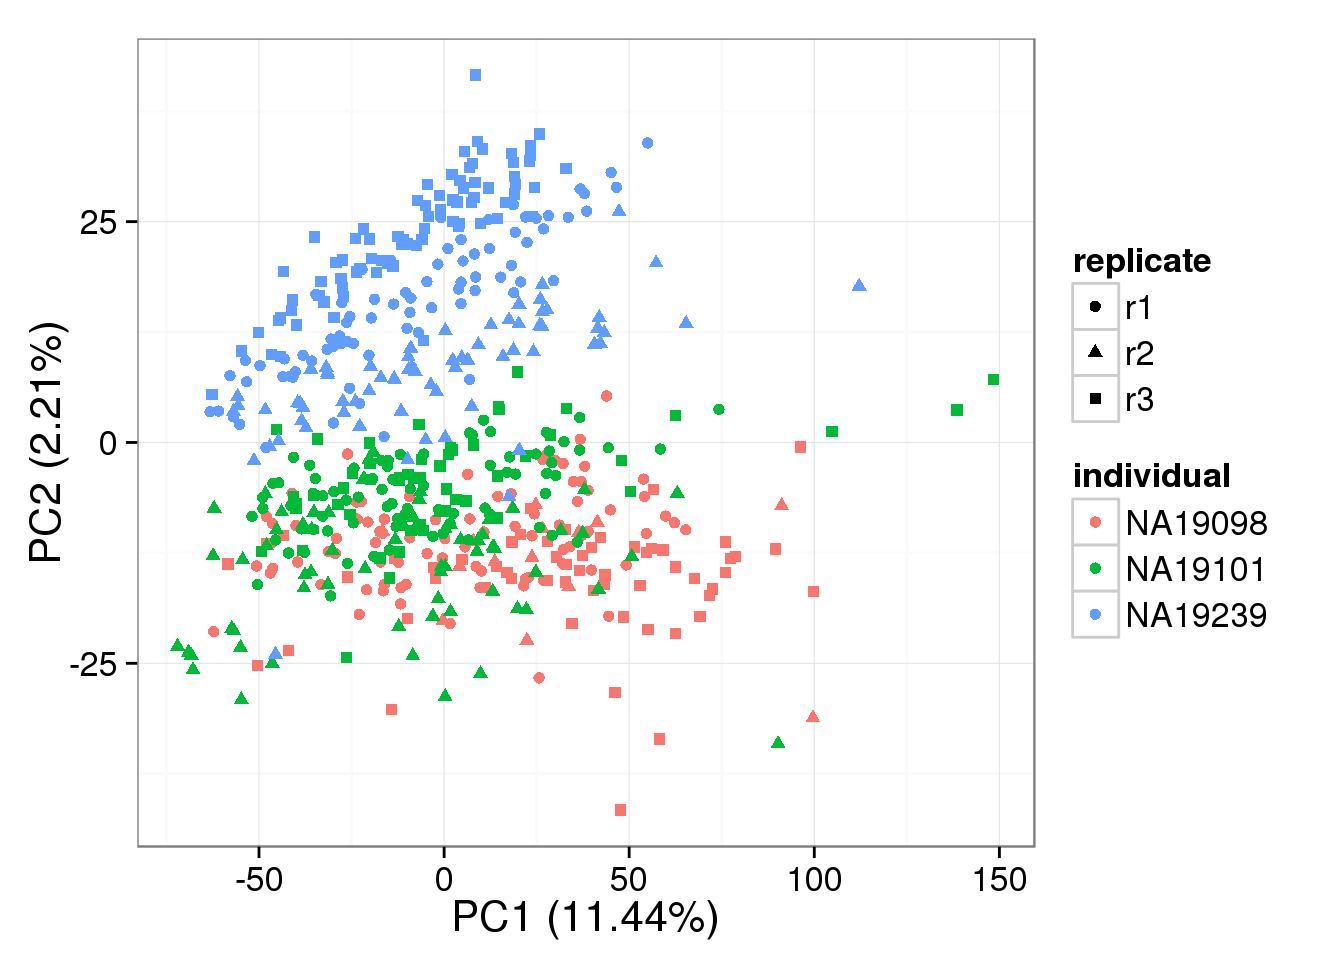 PC2 (2.21%)
25
0
-25
-50
0
50
100
150
PC1 (11.44%)
replicate
r1
r2
r3
individual
NA19098
NA19101
NA19239